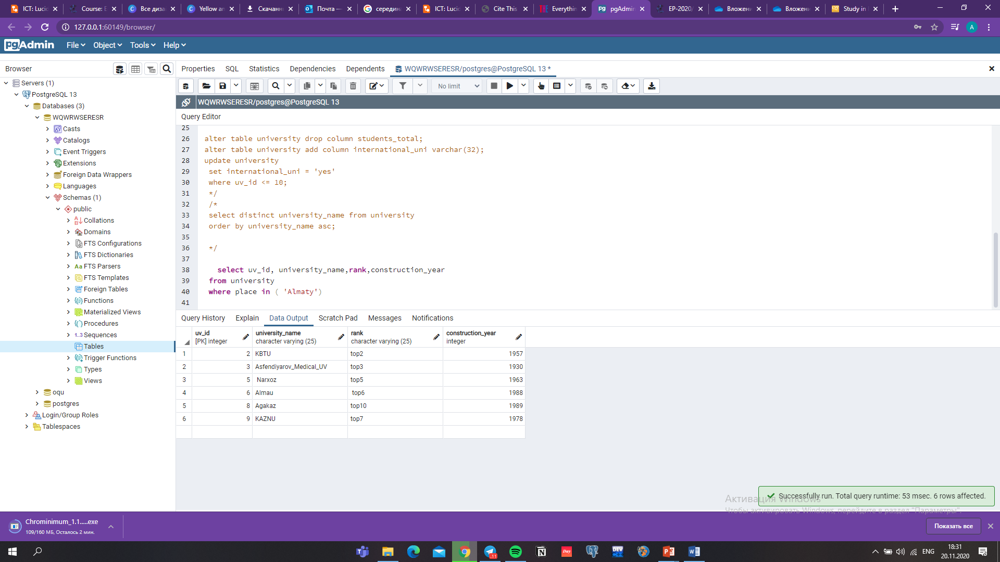 ICT: Lucid
Course: E
Все диза
Yellow an
Скачанн
Почта —
середина
ICT: Lucid
Cite This
Everythin
pgAdmin
EP-2020/
Вложени
Вложени
Study in
127.0.0.1:60149/browser/
A
pgAdmin
File
Object
Tools
Help
Browser
Properties
SQL
Statistics
Dependencies
Dependents
WQWRWSERESR/postgres@PostgreSQL 13 *
No limit
WQWRWSERESR/postgres@PostgreSQL 13
Servers (1)
PostgreSQL 13
Databases (3)
WQWRWSERESR
Casts
Catalogs
Event Triggers
Extensions
Foreign Data Wrappers
Languages
Schemas (1)
public
Collations
Domains
FTS Configurations
FTS Dictionaries
Aa FTS Parsers
FTS Templates
Foreign Tables
Functions
Materialized Views
Procedures
1..3 Sequences
Tables
Trigger Functions
Types
Views
oqu
postgres
Login/Group Roles
Tablespaces
Query Editor
25
26 alter table university drop column students_total;
27 alter table university add column international_uni varchar(32);
28 update university
29 set international_uni = 'yes'
30 where uv_id <= 10;
31 */
32 /*
33 select distinct university_name from university
34 order by university_name asc;
35
36 */
37
38 select uv_id, university_name,rank,construction_year
39 from university
40 where place in ( 'Almaty')
41
Query History
Explain
Data Output
Scratch Pad
Messages
Notifications
uv_id [PK] integer
university_name character varying (25)
rank character varying (25)
construction_year integer
1 2 KBTU top2 1957
2 3 Asfendiyarov_Medical_UV top3 1930
3 5 Narxoz top5 1963
4 6 Almau top6 1988
5 8 Agakaz top10 1989
6 9 KAZNU top7 1978
Successfully run. Total query runtime: 53 msec. 6 rows affected.
Активация Windows
Чтобы активировать Windows, перейдите в раздел "Параметры".
Chrominimum_1.1.....exe
109/160 МБ, Осталось 2 мин.
Показать все
ENG
18:31
20.11.2020